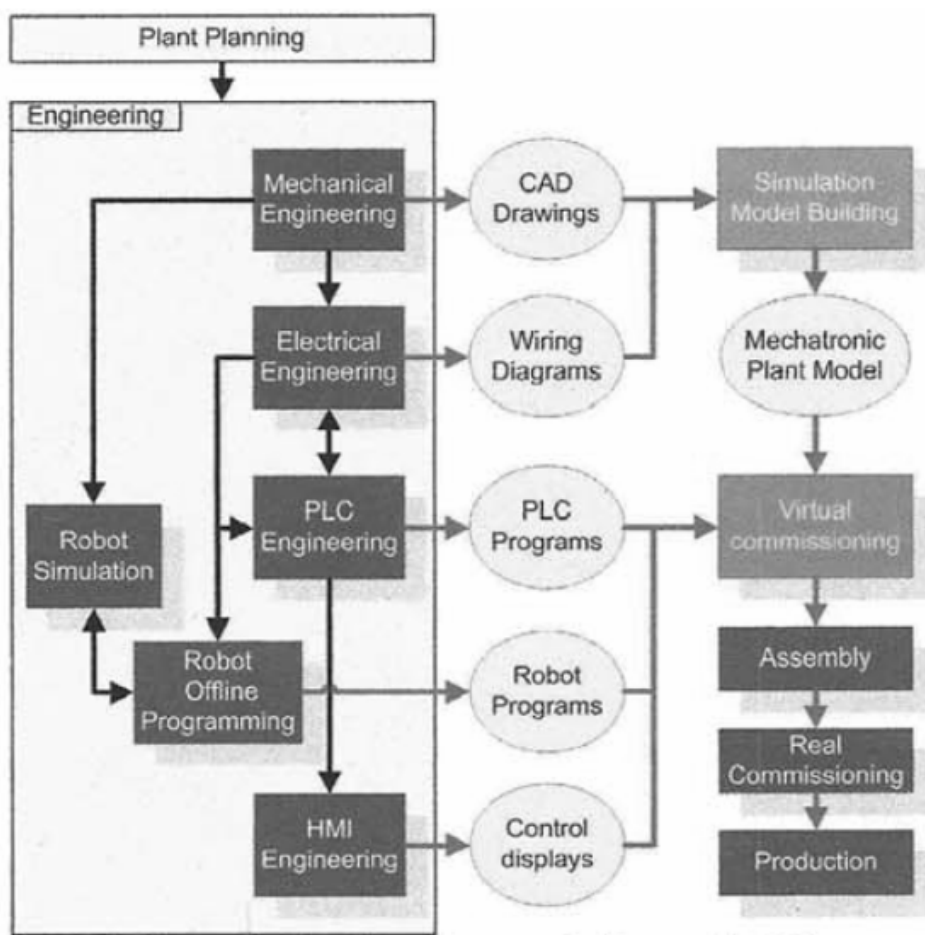 Plant Planning
Engineering
Mechanical
Engineering
CAD
Drawings
Simulation
Model Building
Electrical
Engineering
Wiring
Diagrams
Mechatronic
Plant Model
PLC
Engineering
PLC
Programs
Virtual
commissioning
Robot
Simulation
Robot
Offline
Programming
Robot
Programs
Assembly
Real
Commissioning
HMI
Engineering
Control
displays
Production